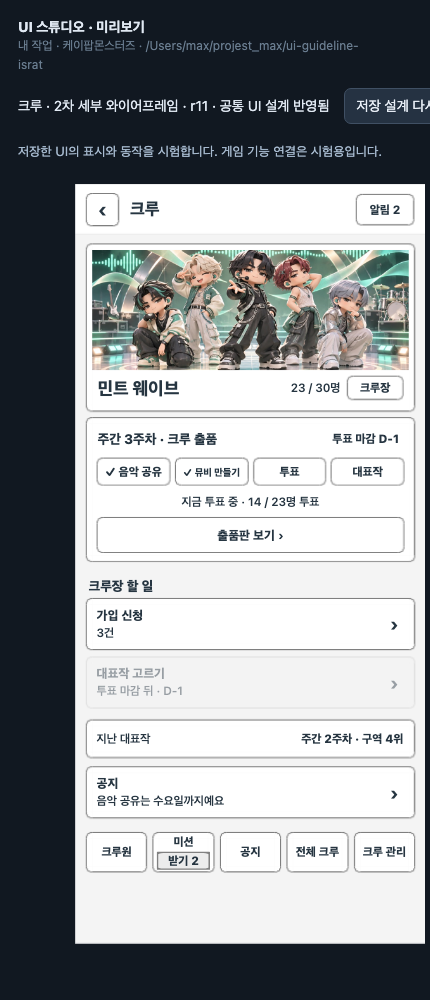 UI 스튜디오 · 미리보기
내 작업 · 케이팝몬스터즈 · /Users/max/projest_max/ui-guideline-
israt
크루 · 2차 세부 와이어프레임 · r11 · 공통 UI 설계 반영됨 저장 설계 다시
저장한 UI의 표시와 동작을 시험합니다. 게임 기능 연결은 시험용입니다.
‹ 크루 알림 2
민트 웨이브 23 / 30명 크루장
주간 3주차 · 크루 출품 투표 마감 D-1
✓ 음악 공유 ✓ 뮤비 만들기 투표 대표작
지금 투표 중 · 14 / 23명 투표
출품판 보기 ›
크루장 할 일
가입 신청
3건 ›
대표작 고르기
투표 마감 뒤 · D-1 ›
지난 대표작 주간 2주차 · 구역 4위
공지
음악 공유는 수요일까지예요 ›
크루원 미션 공지 전체 크루 크루 관리
받기 2